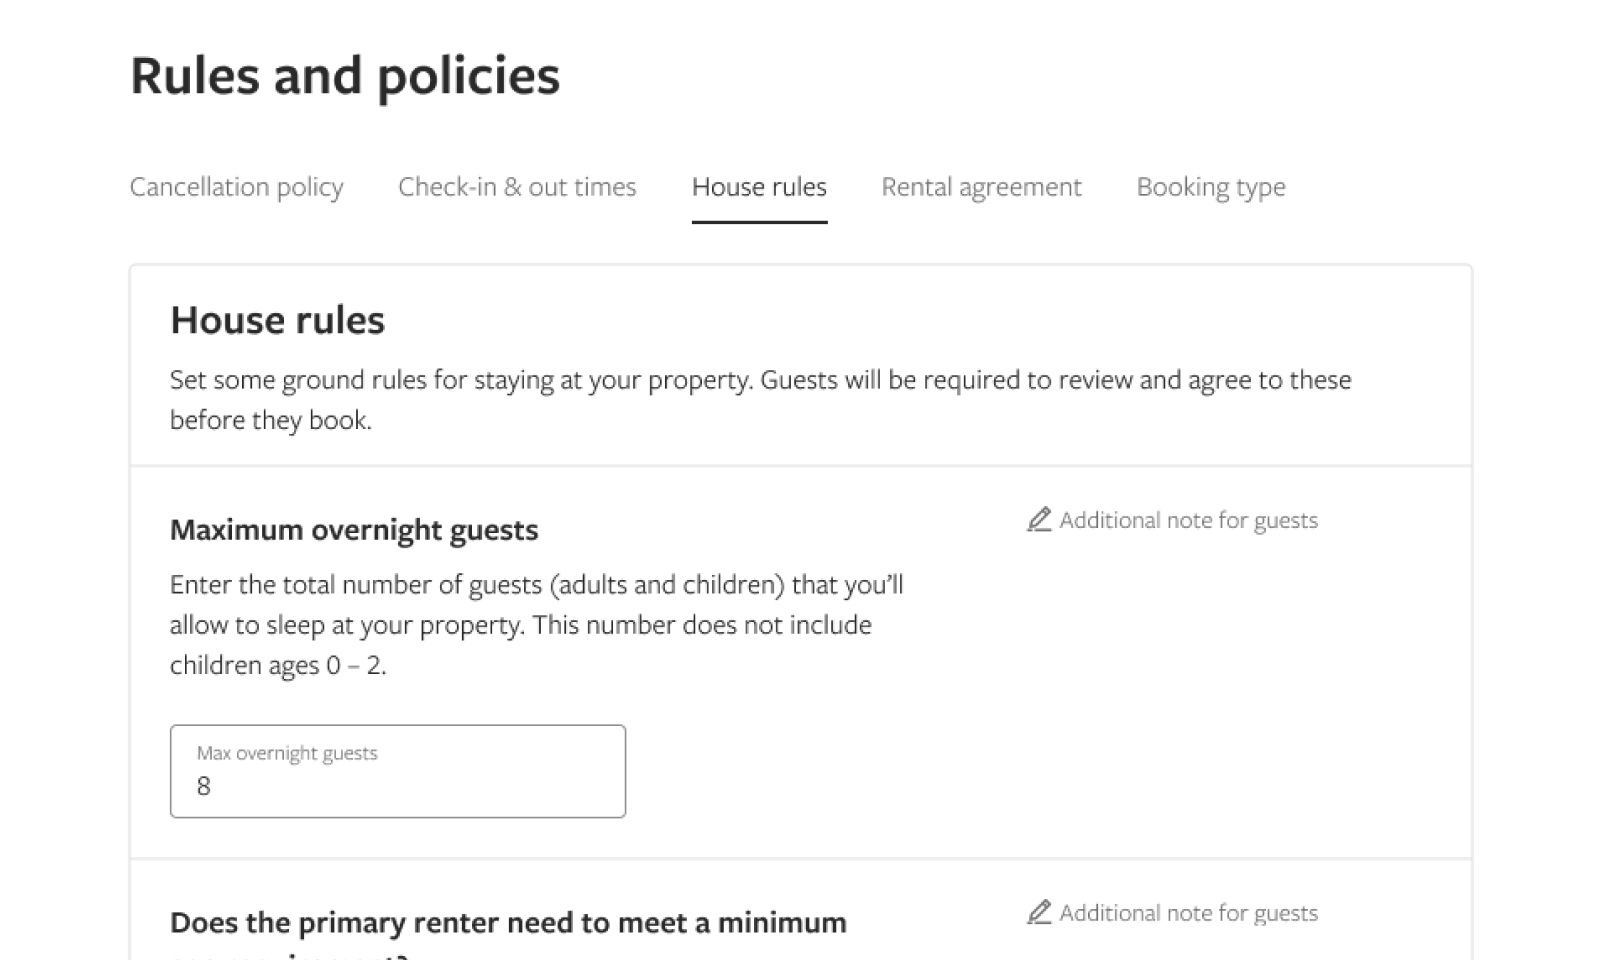 Rules and policies
Cancellation policy Check-in & out times House rules Rental agreement Booking type
House rules
Set some ground rules for staying at your property. Guests will be required to review and agree to these
before they book.
Maximum overnight guests
Additional note for guests
Enter the total number of guests (adults and children) that you’ll
allow to sleep at your property. This number does not include
children ages 0 – 2.
Max overnight guests
8
Does the primary renter need to meet a minimum
Additional note for guests